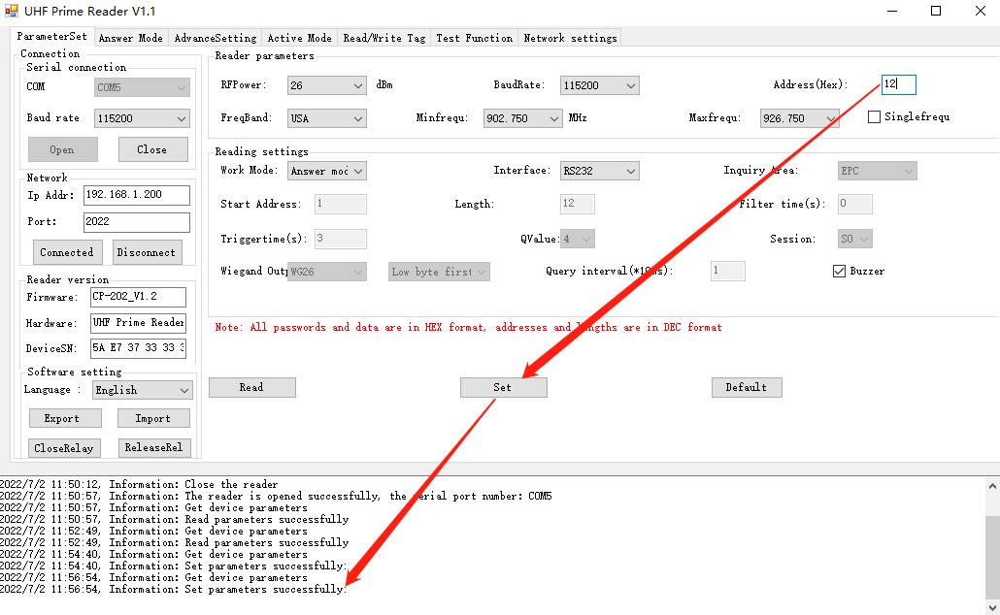 UHF Prime Reader V1.1
ParameterSet Answer Mode AdvanceSetting Active Mode Read/Write Tag Test Function Network settings
Connection
Serial connection
COM COM5
Baud rate 115200
Open Close
Network
Ip Addr: 192.168.1.200
Port: 2022
Connected Disconnect
Reader version
Firmware: CP-202_V1.2
Hardware: UHF Prime Reader
DeviceSN: 5A E7 37 33 33
Software setting
Language : English
Export Import
CloseRelay ReleaseRel
Reader parameters
RFPower: 26 dBm BaudRate: 115200 Address(Hex): 12
FreqBand: USA Minfrequ: 902.750 MHz Maxfrequ: 926.750 Singlefrequ
Reading settings
Work Mode: Answer mod Interface: RS232 Inquiry Area: EPC
Start Address: 1 Length: 12 Filter time(s): 0
Triggertime(s): 3 QValue: 4 Session: S0
Wiegand Outp WG26 Low byte first Query interval(*10ms): 1 Buzzer
Note: All passwords and data are in HEX format, addresses and lengths are in DEC format
Read Set Default
2022/7/2 11:50:12, Information: Close the reader
2022/7/2 11:50:57, Information: The reader is opened successfully, the serial port number: COM5
2022/7/2 11:50:57, Information: Get device parameters
2022/7/2 11:50:57, Information: Read parameters successfully
2022/7/2 11:52:49, Information: Get device parameters
2022/7/2 11:52:49, Information: Read parameters successfully
2022/7/2 11:54:40, Information: Get device parameters
2022/7/2 11:54:40, Information: Set parameters successfully:
2022/7/2 11:56:54, Information: Get device parameters
2022/7/2 11:56:54, Information: Set parameters successfully: